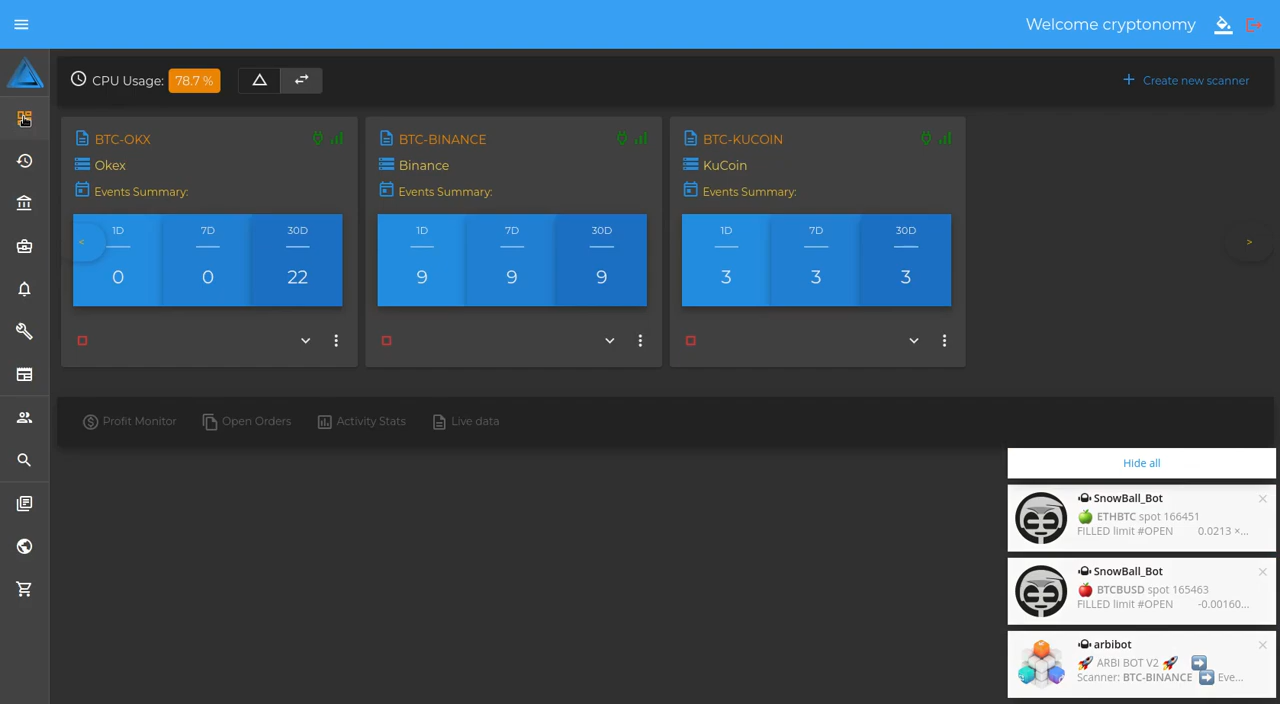 Welcome cryptonomy
CPU Usage: 78.7 %
Create new scanner
BTC-OKX
Okex
Events Summary:
1D 7D 30D
0 0 22
BTC-BINANCE
Binance
Events Summary:
1D 7D 30D
9 9 9
BTC-KUCOIN
KuCoin
Events Summary:
1D 7D 30D
3 3 3
<
>
Profit Monitor Open Orders Activity Stats Live data
Hide all
SnowBall_Bot
ETHBTC spot 166451
FILLED limit #OPEN 0.0213 ×...
SnowBall_Bot
BTCBUSD spot 165463
FILLED limit #OPEN -0.00160...
arbibot
🚀 ARBI BOT V2 🚀 ➡️
Scanner: BTC-BINANCE ➡️ Eve...